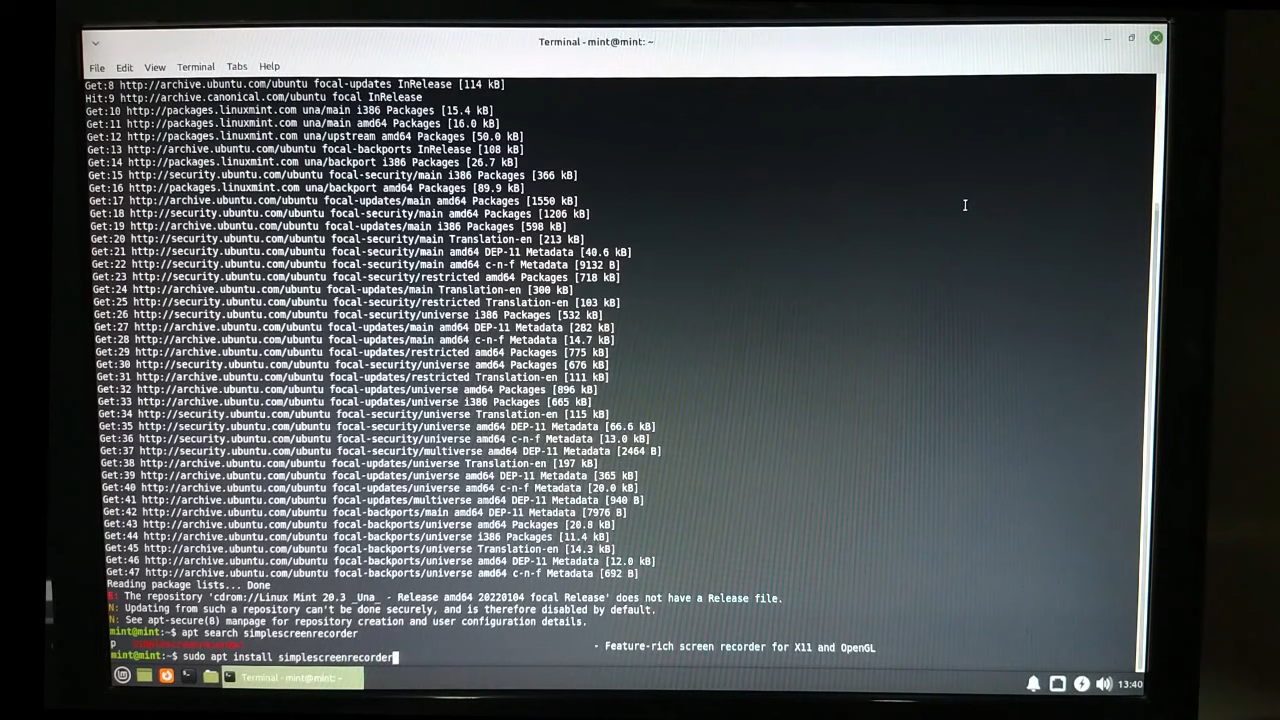 Terminal - mint@mint: ~
File Edit View Terminal Tabs Help
Get:8 http://archive.ubuntu.com/ubuntu focal-updates InRelease [114 kB]
Hit:9 http://archive.canonical.com/ubuntu focal InRelease
Get:10 http://packages.linuxmint.com una/main i386 Packages [15.4 kB]
Get:11 http://packages.linuxmint.com una/main amd64 Packages [16.0 kB]
Get:12 http://packages.linuxmint.com una/upstream amd64 Packages [50.0 kB]
Get:13 http://archive.ubuntu.com/ubuntu focal-backports InRelease [108 kB]
Get:14 http://packages.linuxmint.com una/backport i386 Packages [26.7 kB]
Get:15 http://security.ubuntu.com/ubuntu focal-security/main i386 Packages [366 kB]
Get:16 http://packages.linuxmint.com una/backport amd64 Packages [89.9 kB]
Get:17 http://archive.ubuntu.com/ubuntu focal-updates/main amd64 Packages [1550 kB]
Get:18 http://security.ubuntu.com/ubuntu focal-security/main amd64 Packages [1206 kB]
Get:19 http://archive.ubuntu.com/ubuntu focal-updates/main i386 Packages [598 kB]
Get:20 http://security.ubuntu.com/ubuntu focal-security/main Translation-en [213 kB]
Get:21 http://security.ubuntu.com/ubuntu focal-security/main amd64 DEP-11 Metadata [40.6 kB]
Get:22 http://security.ubuntu.com/ubuntu focal-security/main amd64 c-n-f Metadata [9132 B]
Get:23 http://security.ubuntu.com/ubuntu focal-security/restricted amd64 Packages [718 kB]
Get:24 http://archive.ubuntu.com/ubuntu focal-updates/main Translation-en [300 kB]
Get:25 http://security.ubuntu.com/ubuntu focal-security/restricted Translation-en [103 kB]
Get:26 http://security.ubuntu.com/ubuntu focal-security/universe i386 Packages [532 kB]
Get:27 http://archive.ubuntu.com/ubuntu focal-updates/main amd64 DEP-11 Metadata [282 kB]
Get:28 http://archive.ubuntu.com/ubuntu focal-updates/main amd64 c-n-f Metadata [14.7 kB]
Get:29 http://archive.ubuntu.com/ubuntu focal-updates/restricted amd64 Packages [775 kB]
Get:30 http://security.ubuntu.com/ubuntu focal-security/universe amd64 Packages [676 kB]
Get:31 http://archive.ubuntu.com/ubuntu focal-updates/restricted Translation-en [111 kB]
Get:32 http://archive.ubuntu.com/ubuntu focal-updates/universe amd64 Packages [896 kB]
Get:33 http://archive.ubuntu.com/ubuntu focal-updates/universe i386 Packages [665 kB]
Get:34 http://security.ubuntu.com/ubuntu focal-security/universe Translation-en [115 kB]
Get:35 http://security.ubuntu.com/ubuntu focal-security/universe amd64 DEP-11 Metadata [66.6 kB]
Get:36 http://security.ubuntu.com/ubuntu focal-security/universe amd64 c-n-f Metadata [13.0 kB]
Get:37 http://security.ubuntu.com/ubuntu focal-security/multiverse amd64 DEP-11 Metadata [2464 B]
Get:38 http://archive.ubuntu.com/ubuntu focal-updates/universe Translation-en [197 kB]
Get:39 http://archive.ubuntu.com/ubuntu focal-updates/universe amd64 DEP-11 Metadata [365 kB]
Get:40 http://archive.ubuntu.com/ubuntu focal-updates/universe amd64 c-n-f Metadata [20.0 kB]
Get:41 http://archive.ubuntu.com/ubuntu focal-updates/multiverse amd64 DEP-11 Metadata [940 B]
Get:42 http://archive.ubuntu.com/ubuntu focal-backports/main amd64 DEP-11 Metadata [7976 B]
Get:43 http://archive.ubuntu.com/ubuntu focal-backports/universe amd64 Packages [20.8 kB]
Get:44 http://archive.ubuntu.com/ubuntu focal-backports/universe i386 Packages [11.4 kB]
Get:45 http://archive.ubuntu.com/ubuntu focal-backports/universe Translation-en [14.3 kB]
Get:46 http://archive.ubuntu.com/ubuntu focal-backports/universe amd64 DEP-11 Metadata [12.0 kB]
Get:47 http://archive.ubuntu.com/ubuntu focal-backports/universe amd64 c-n-f Metadata [692 B]
Reading package lists... Done
E: The repository 'cdrom://Linux Mint 20.3 _Una_ - Release amd64 20220104 focal Release' does not have a Release file.
N: Updating from such a repository can't be done securely, and is therefore disabled by default.
N: See apt-secure(8) manpage for repository creation and user configuration details.
mint@mint:~$ apt search simplescreenrecorder
p - Feature-rich screen recorder for X11 and OpenGL
mint@mint:~$ sudo apt install simplescreenrecorder
Terminal - mint@mint: ~ 13:40